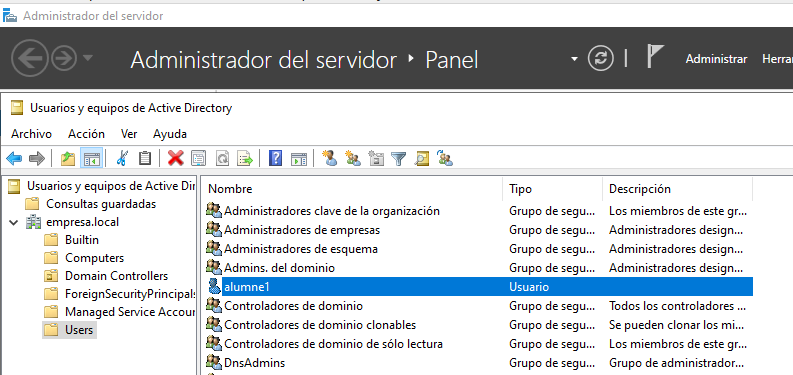 Administrador del servidor
Administrador del servidor ‣ Panel
Administrar Herra
Usuarios y equipos de Active Directory
Archivo Acción Ver Ayuda
Usuarios y equipos de Active Dir
Consultas guardadas
empresa.local
Builtin
Computers
Domain Controllers
ForeignSecurityPrincipals
Managed Service Accour
Users
Nombre Tipo Descripción
Administradores clave de la organización Grupo de segu... Los miembros de este gr...
Administradores de empresas Grupo de segu... Administradores design...
Administradores de esquema Grupo de segu... Administradores design...
Admins. del dominio Grupo de segu... Administradores design...
alumne1 Usuario
Controladores de dominio Grupo de segu... Todos los controladores ...
Controladores de dominio clonables Grupo de segu... Se pueden clonar los mi...
Controladores de dominio de sólo lectura Grupo de segu... Los miembros de este gr...
DnsAdmins Grupo de segu... Grupo de administrador...